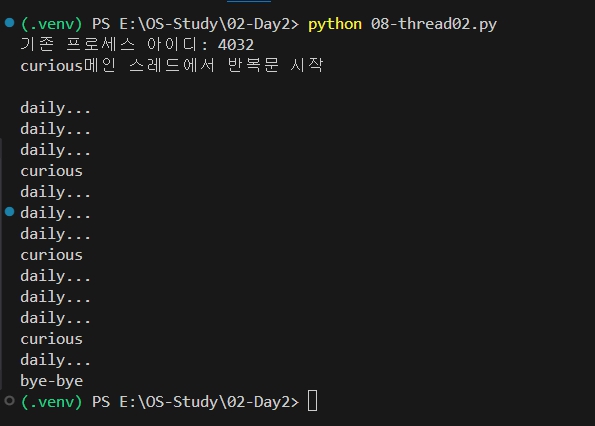 (.venv) PS E:\OS-Study\02-Day2> python 08-thread02.py
기존 프로세스 아이디: 4032
curious메인 스레드에서 반복문 시작
daily...
daily...
daily...
curious
daily...
daily...
daily...
curious
daily...
daily...
daily...
curious
daily...
bye-bye
(.venv) PS E:\OS-Study\02-Day2>